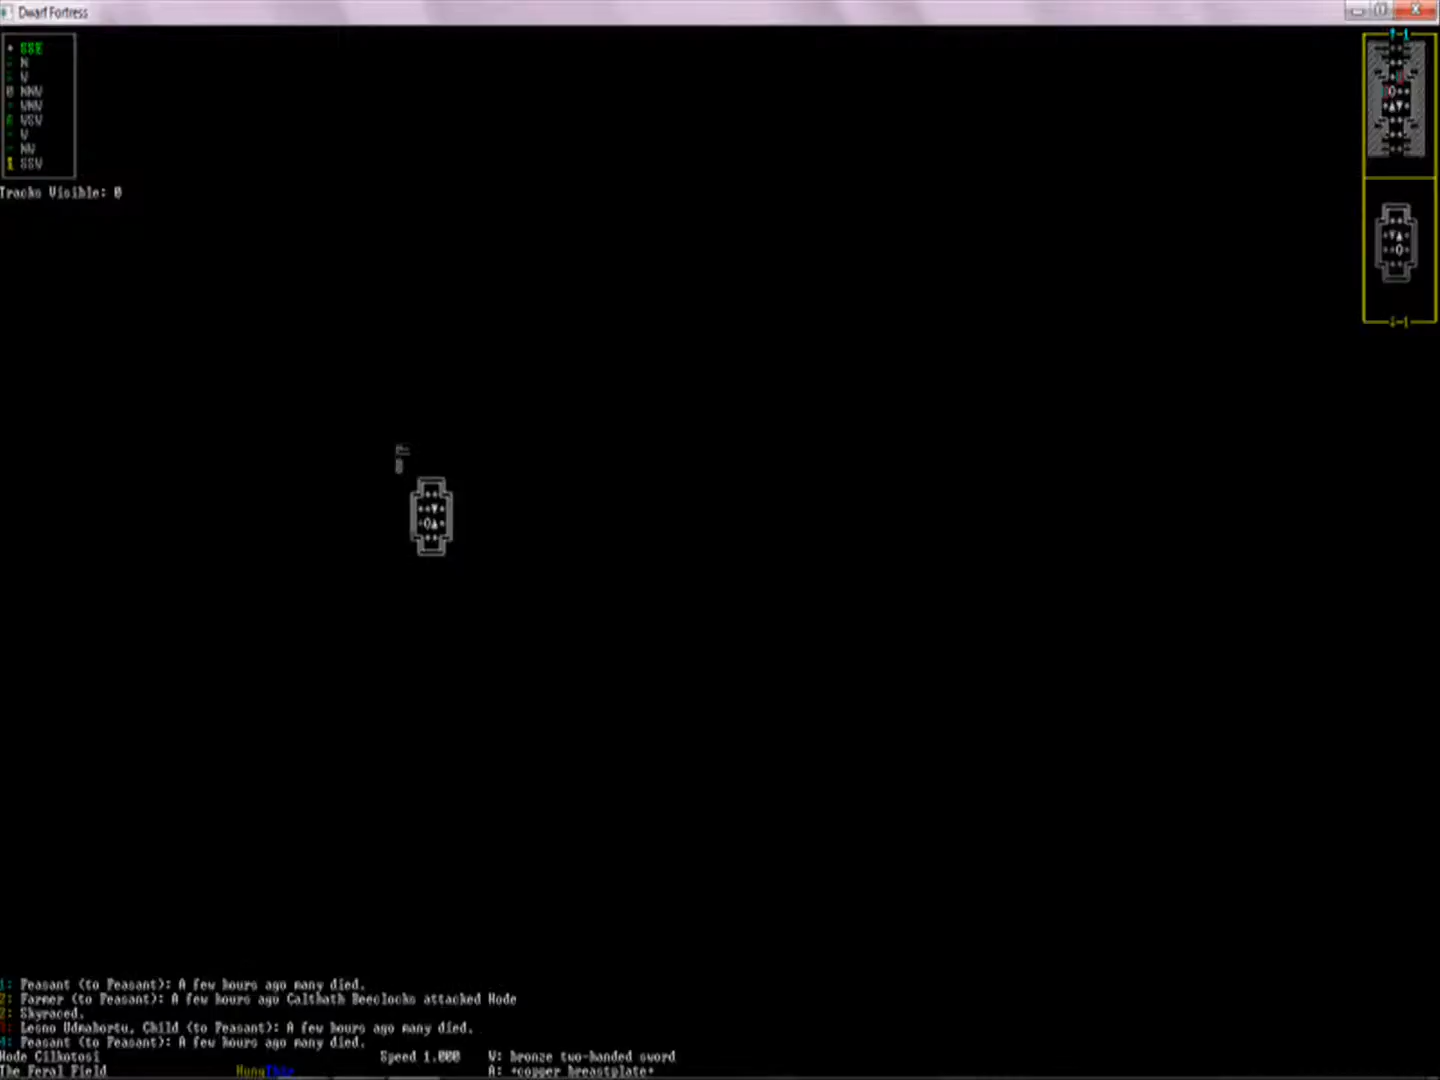 Dwarf Fortress
SSE
N
W
NNW
WNW
WSW
W
NW
SSW
Tracks Visible: 0
1: Peasant (to Peasant): A few hours ago many died.
2: Farmer (to Peasant): A few hours ago Calthath Beeclocks attacked Hode
2: Skyraced.
3: Lesno Udmahortu, Child (to Peasant): A few hours ago many died.
4: Peasant (to Peasant): A few hours ago many died.
Hode Cilkotosi Speed 1.000 W: bronze two-handed sword
The Feral Field A: +copper breastplate+